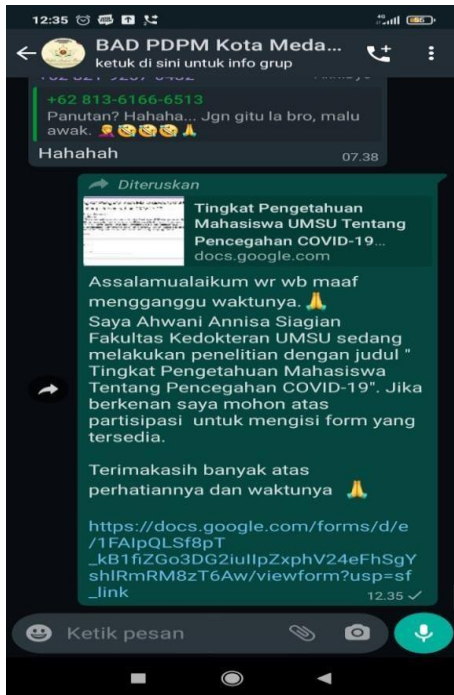 12:35
4G
BAD PDPM Kota Meda...
ketuk di sini untuk info grup
+62 813-6166-6513
Panutan? Hahaha... Jgn gitu la bro, malu
awak.
Hahahah
07.38
Diteruskan
Tingkat Pengetahuan
Mahasiswa UMSU Tentang
Pencegahan COVID-19...
docs.google.com
Assalamualaikum wr wb maaf
mengganggu waktunya.
Saya Ahwani Annisa Siagian
Fakultas Kedokteran UMSU sedang
melakukan penelitian dengan judul "
Tingkat Pengetahuan Mahasiswa
Tentang Pencegahan COVID-19". Jika
berkenan saya mohon atas
partisipasi untuk mengisi form yang
tersedia.
Terimakasih banyak atas
perhatiannya dan waktunya
https://docs.google.com/forms/d/e
/1FAIpQLSf8pT
_kB1fiZGo3DG2iuIIpZxphV24eFhSgY
shlRmRM8zT6Aw/viewform?usp=sf
_link
12.35
Ketik pesan